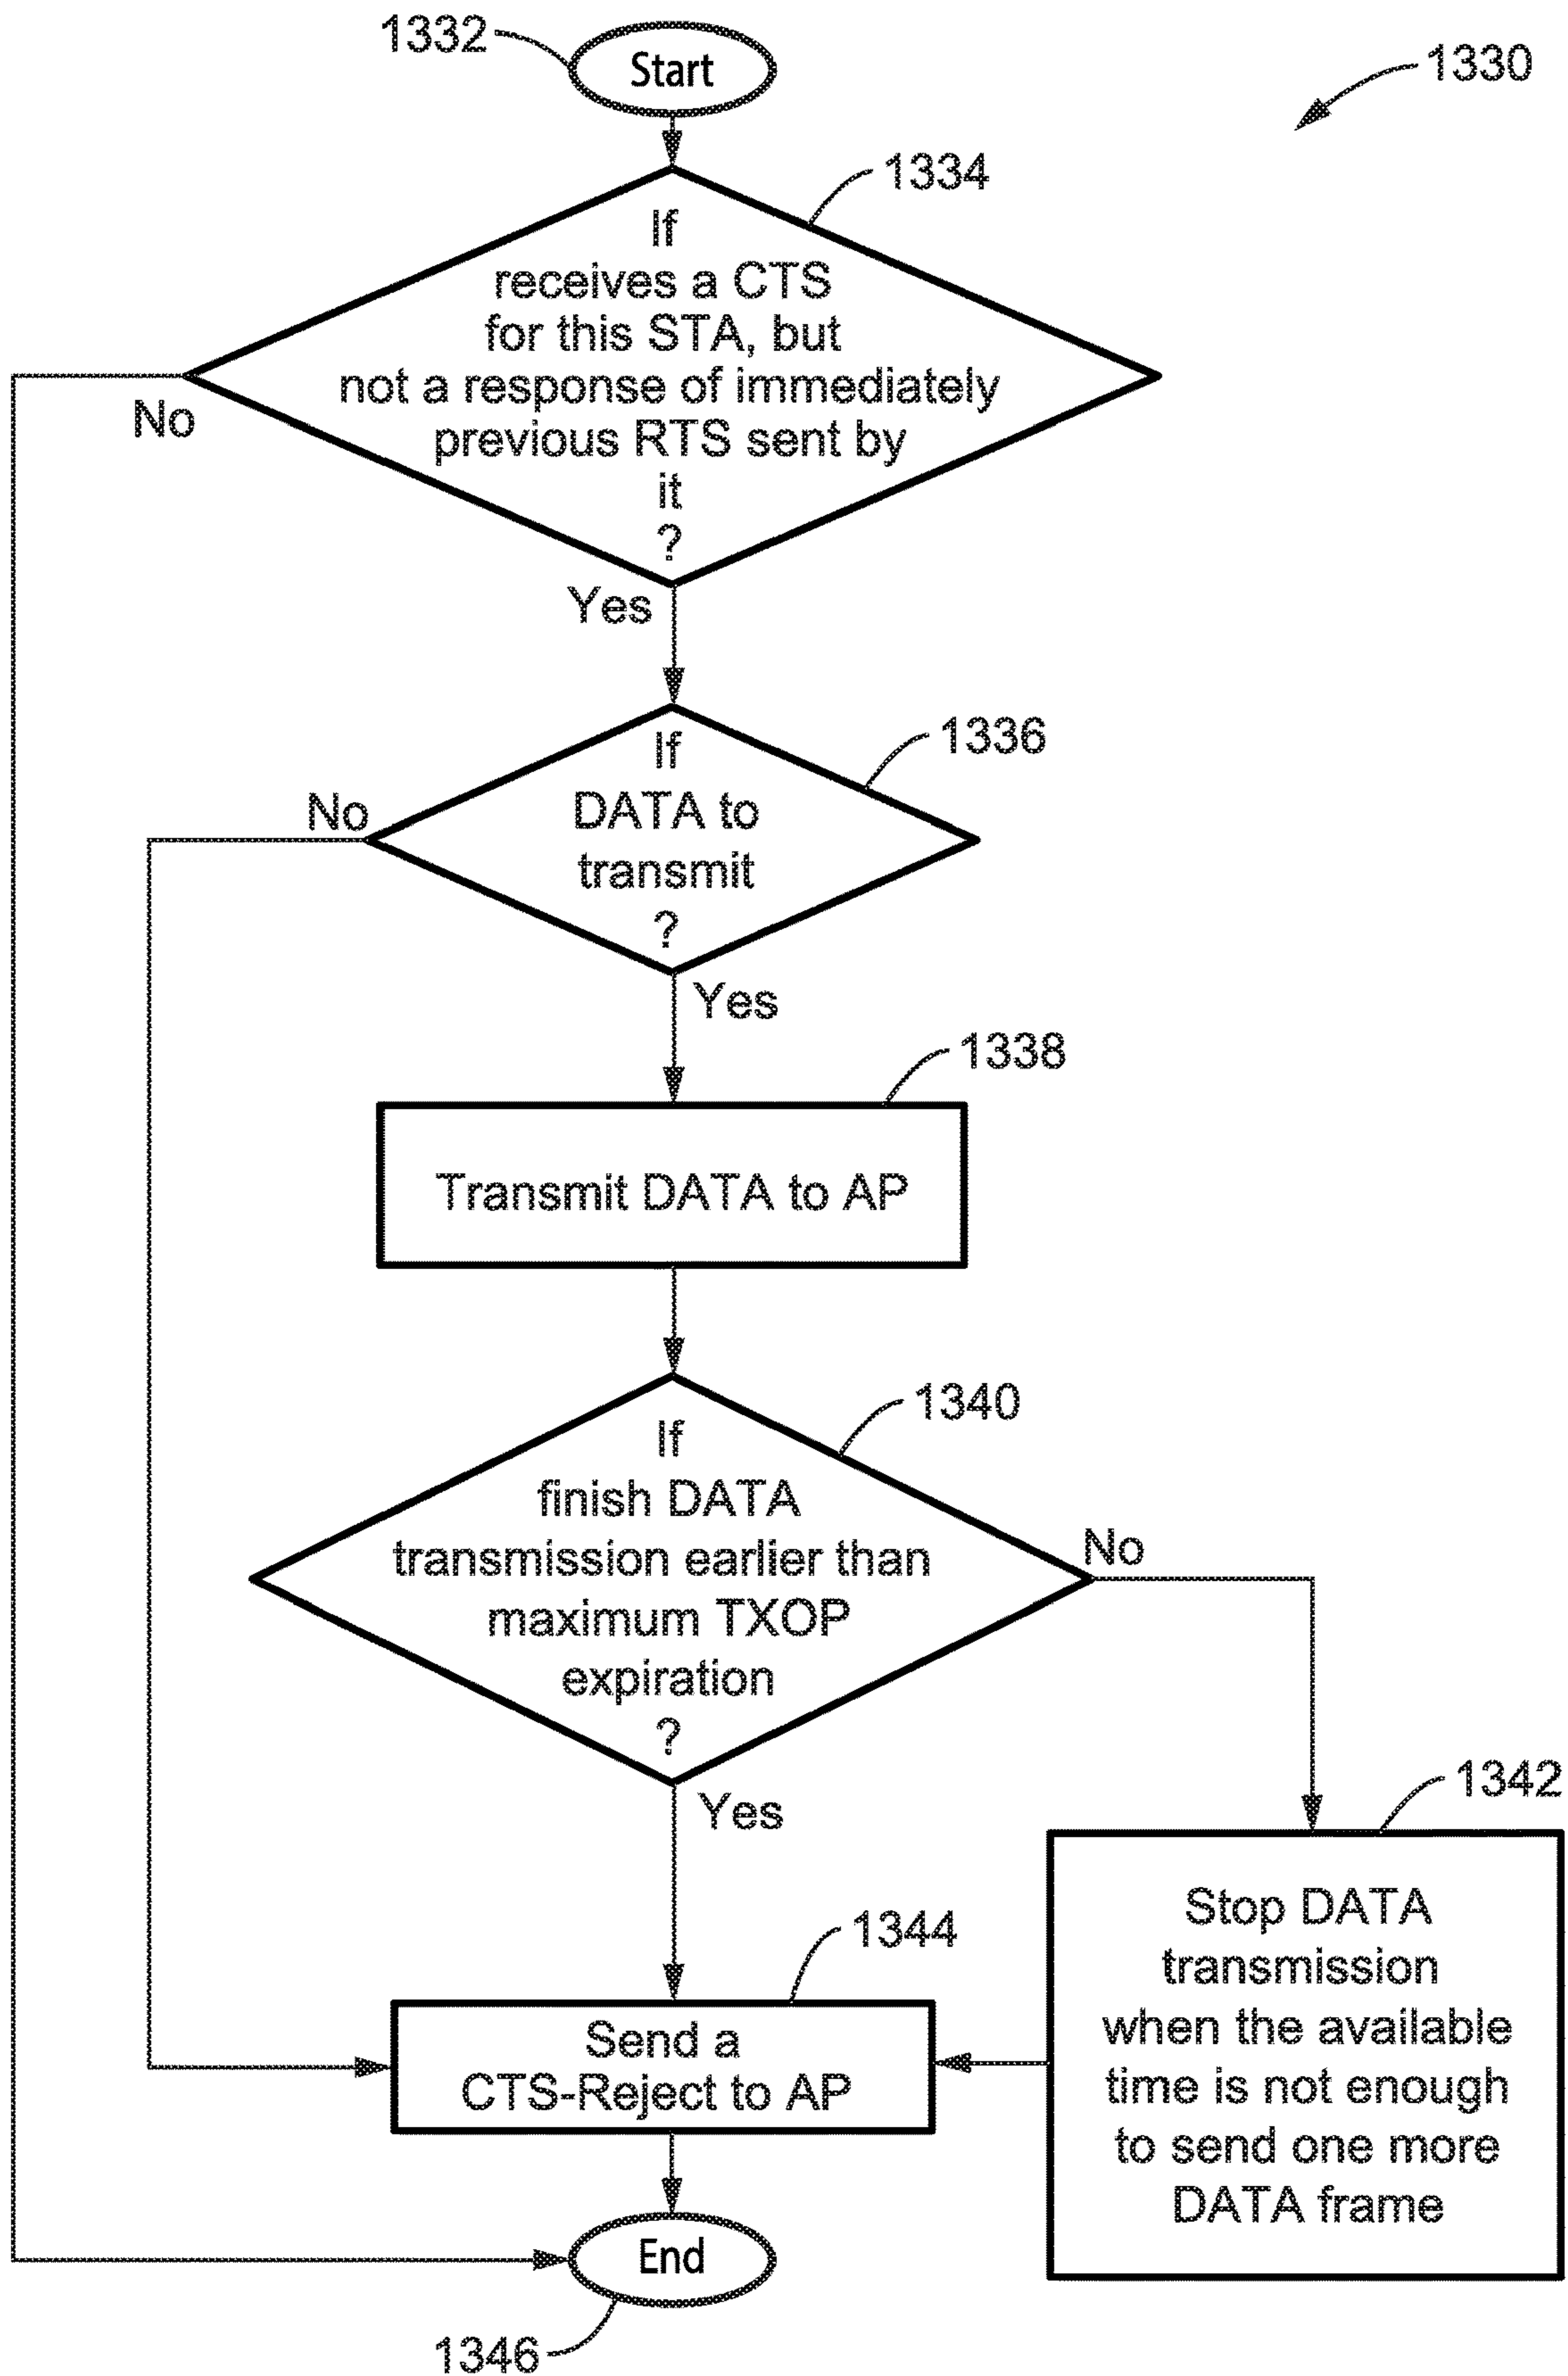 1332
Start
1330
1334
If
receives a CTS
for this STA, but
not a response of immediately
previous RTS sent by
it
?
No
Yes
1336
If
DATA to
transmit
?
No
Yes
1338
Transmit DATA to AP
1340
If
finish DATA
transmission earlier than
maximum TXOP
expiration
?
No
Yes
1342
Stop DATA
transmission
when the available
time is not enough
to send one more
DATA frame
1344
Send a
CTS-Reject to AP
End
1346